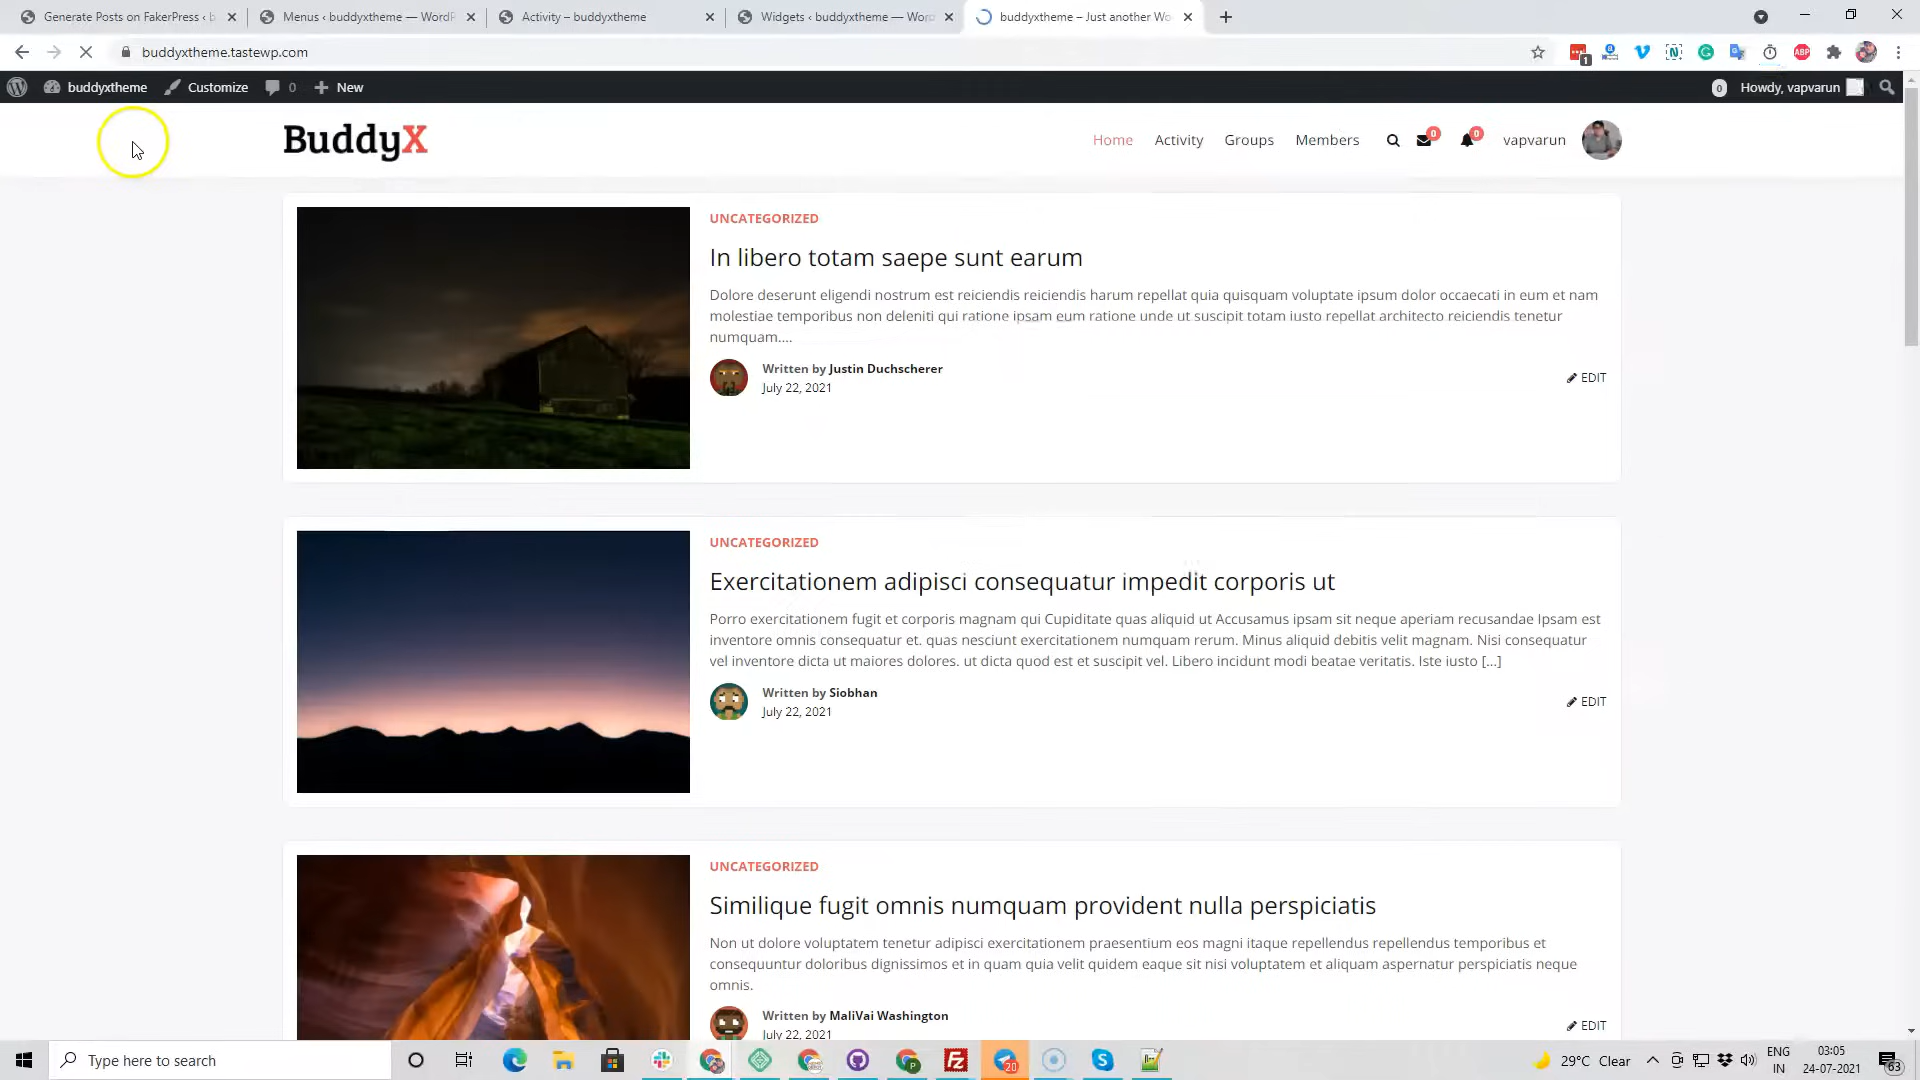 Generate Posts on FakerPress ‹ b
Menus ‹ buddyxtheme — WordP
Activity – buddyxtheme
Widgets ‹ buddyxtheme — Word
buddyxtheme – Just another Wo
buddyxtheme.tastewp.com
1
ABP
buddyxtheme
Customize
0
New
0
Howdy, vapvarun
BuddyX
Home
Activity
Groups
Members
0
0
vapvarun
UNCATEGORIZED
In libero totam saepe sunt earum
Dolore deserunt eligendi nostrum est reiciendis reiciendis harum repellat quia quisquam voluptate ipsum dolor occaecati in eum et nam
molestiae temporibus non deleniti qui ratione ipsam eum ratione unde ut suscipit totam iusto repellat architecto reiciendis tenetur
numquam....
Written by Justin Duchscherer
July 22, 2021
EDIT
UNCATEGORIZED
Exercitationem adipisci consequatur impedit corporis ut
Porro exercitationem fugit et corporis magnam qui Cupiditate quas aliquid ut Accusamus ipsam sit neque aperiam recusandae Ipsam est
inventore omnis consequatur et. quas nesciunt exercitationem numquam rerum. Minus aliquid debitis velit magnam. Nisi consequatur
vel inventore dicta ut maiores dolores. ut dicta quod est et suscipit vel. Libero incidunt modi beatae veritatis. Iste iusto […]
Written by Siobhan
July 22, 2021
EDIT
UNCATEGORIZED
Similique fugit omnis numquam provident nulla perspiciatis
Non ut dolore voluptatem tenetur adipisci exercitationem praesentium eos magni itaque repellendus repellendus temporibus et
consequuntur doloribus dignissimos et in quam quia velit quidem eaque sit nisi voluptatem et aliquam aspernatur perspiciatis neque
omnis.
Written by MaliVai Washington
July 22, 2021
EDIT
Type here to search
20
29°C Clear
ENG
IN
03:05
24-07-2021
63